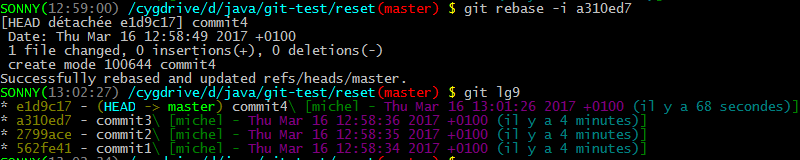 SONNY(12:59:00) /cygdrive/d/java/git-test/reset(master) $ git rebase -i a310ed7
[HEAD détachée e1d9c17] commit4
 Date: Thu Mar 16 12:58:49 2017 +0100
 1 file changed, 0 insertions(+), 0 deletions(-)
 create mode 100644 commit4
Successfully rebased and updated refs/heads/master.
SONNY(13:02:27) /cygdrive/d/java/git-test/reset(master) $ git lg9
* e1d9c17 - (HEAD -> master) commit4\ [michel - Thu Mar 16 13:01:26 2017 +0100 (il y a 68 secondes)]
* a310ed7 - commit3\ [michel - Thu Mar 16 12:58:36 2017 +0100 (il y a 4 minutes)]
* 2799ace - commit2\ [michel - Thu Mar 16 12:58:35 2017 +0100 (il y a 4 minutes)]
* 562fe41 - commit1\ [michel - Thu Mar 16 12:58:34 2017 +0100 (il y a 4 minutes)]